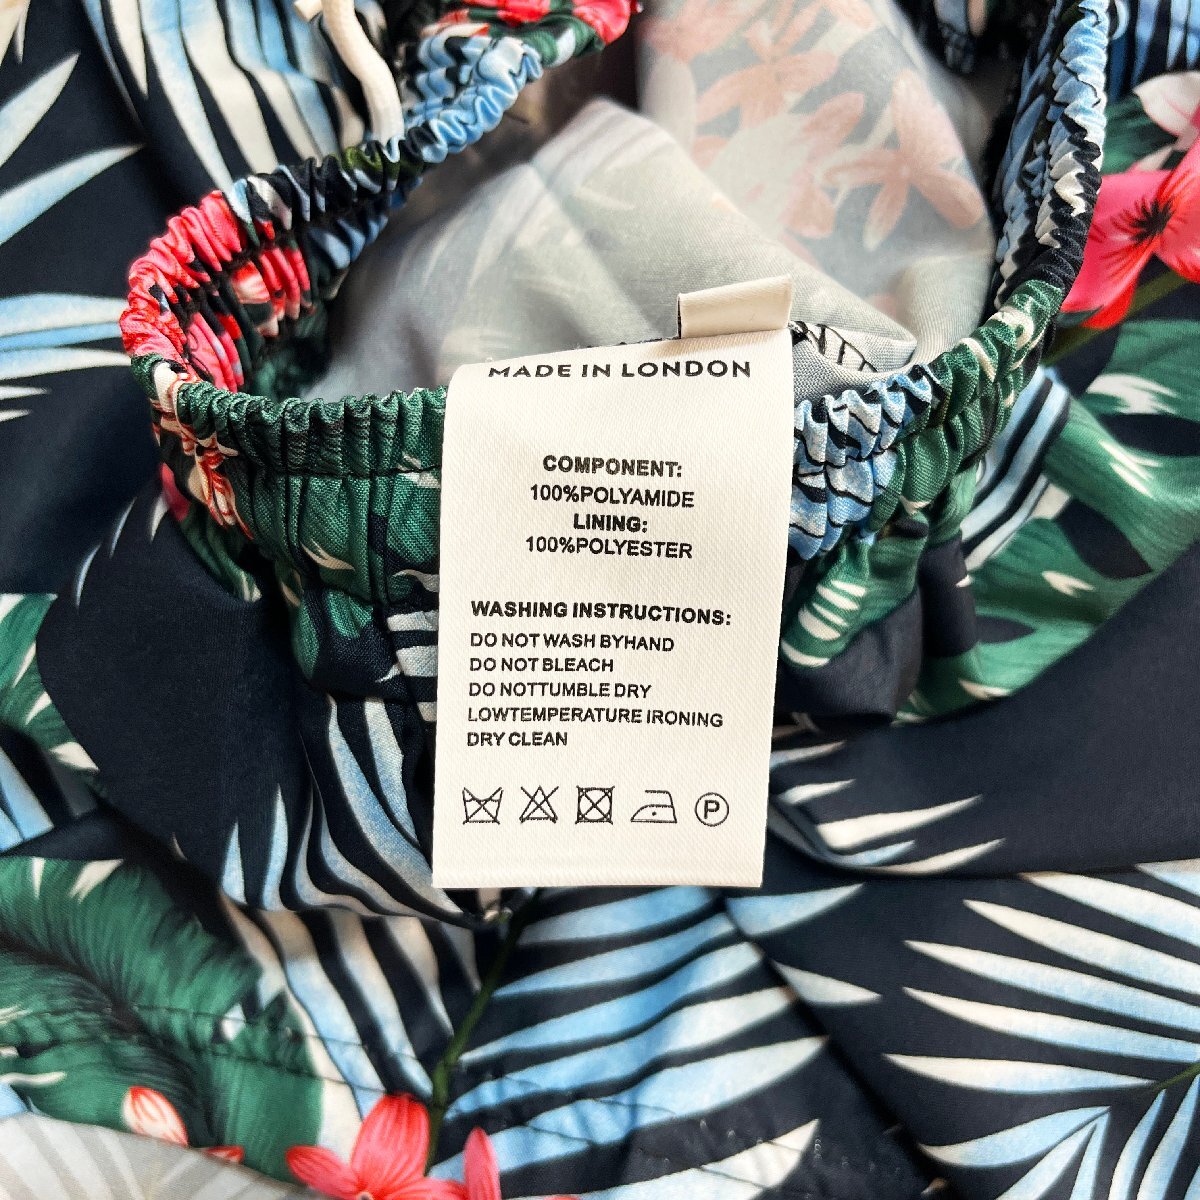 MADE IN LONDON
COMPONENT:
100%POLYAMIDE
LINING:
100%POLYESTER
WASHING INSTRUCTIONS:
DO NOT WASH BYHAND
DO NOT BLEACH
DO NOTTUMBLE DRY
LOWTEMPERATURE IRONING
DRY CLEAN
P